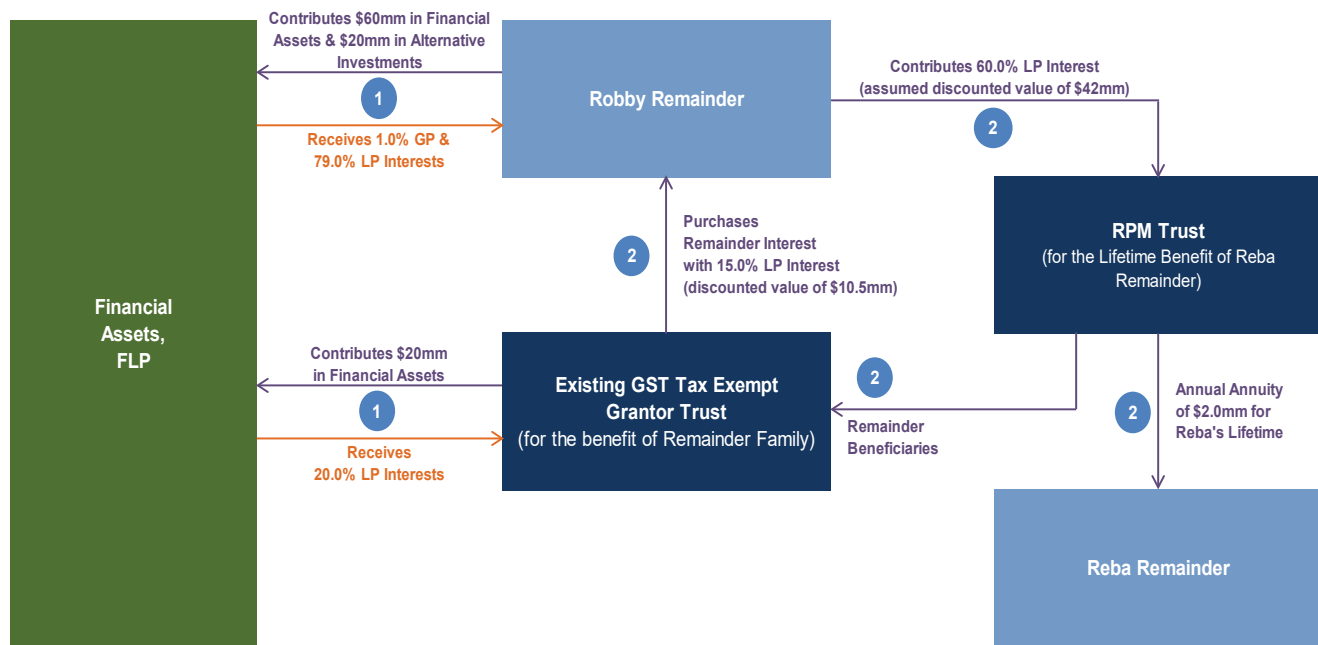 Contributes $60mm in Financial
Assets & $20mm in Alternative
Investments
1
Receives 1.0% GP &
79.0% LP Interests
Robby Remainder
Contributes 60.0% LP Interest
(assumed discounted value of $42mm)
2
RPM Trust
(for the Lifetime Benefit of Reba
Remainder)
2
Purchases
Remainder Interest
with 15.0% LP Interest
(discounted value of $10.5mm)
Financial
Assets,
FLP
Contributes $20mm
in Financial Assets
1
Receives
20.0% LP Interests
Existing GST Tax Exempt
Grantor Trust
(for the benefit of Remainder Family)
2
Remainder
Beneficiaries
2
Annual Annuity
of $2.0mm for
Reba's Lifetime
Reba Remainder